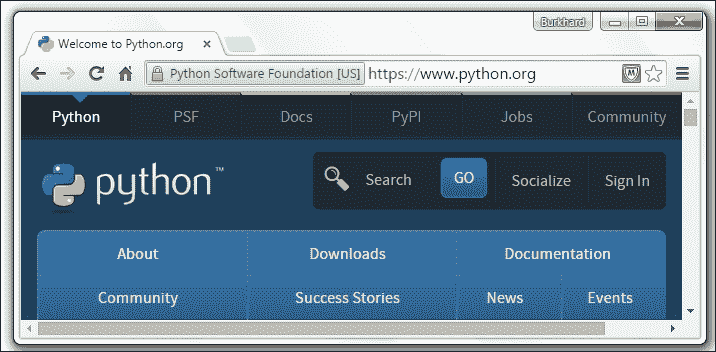 Burkhard
Welcome to Python.org
Python Software Foundation [US] https://www.python.org
Python PSF Docs PyPI Jobs Community
python™ Search GO Socialize Sign In
About Downloads Documentation
Community Success Stories News Events